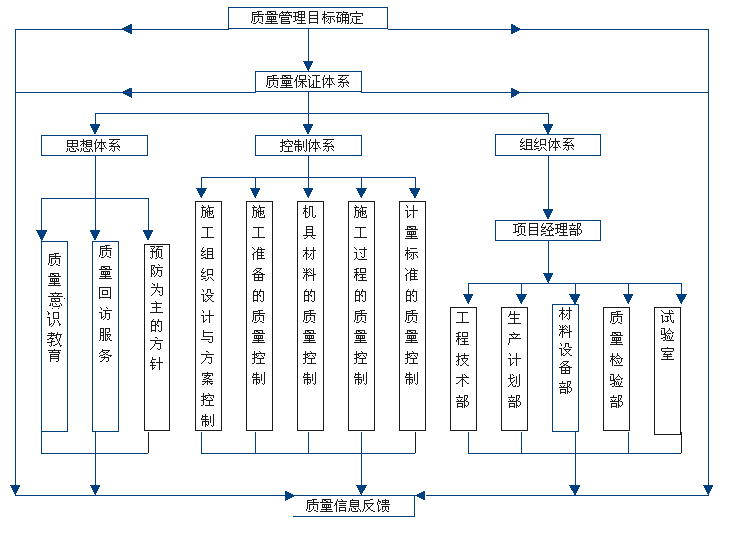 质量管理目标确定
质量保证体系
思想体系
控制体系
组织体系
项目经理部
质量意识教育
质量回访服务
预防为主的方针
施工组织设计与方案控制
施工准备的质量控制
机具材料的质量控制
施工过程的质量控制
计量标准的质量控制
工程技术部
生产计划部
材料设备部
质量检验部
试验室
质量信息反馈